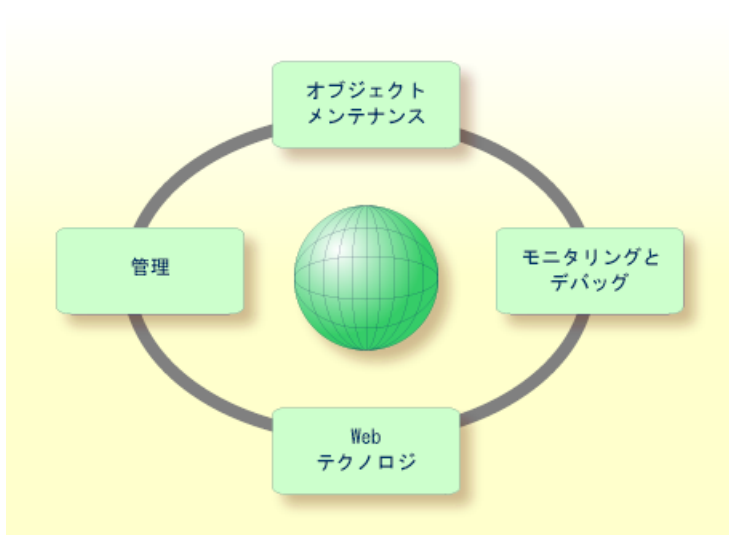 オブジェクト
メンテナンス
管理
モニタリングと
デバッグ
Web
テクノロジ